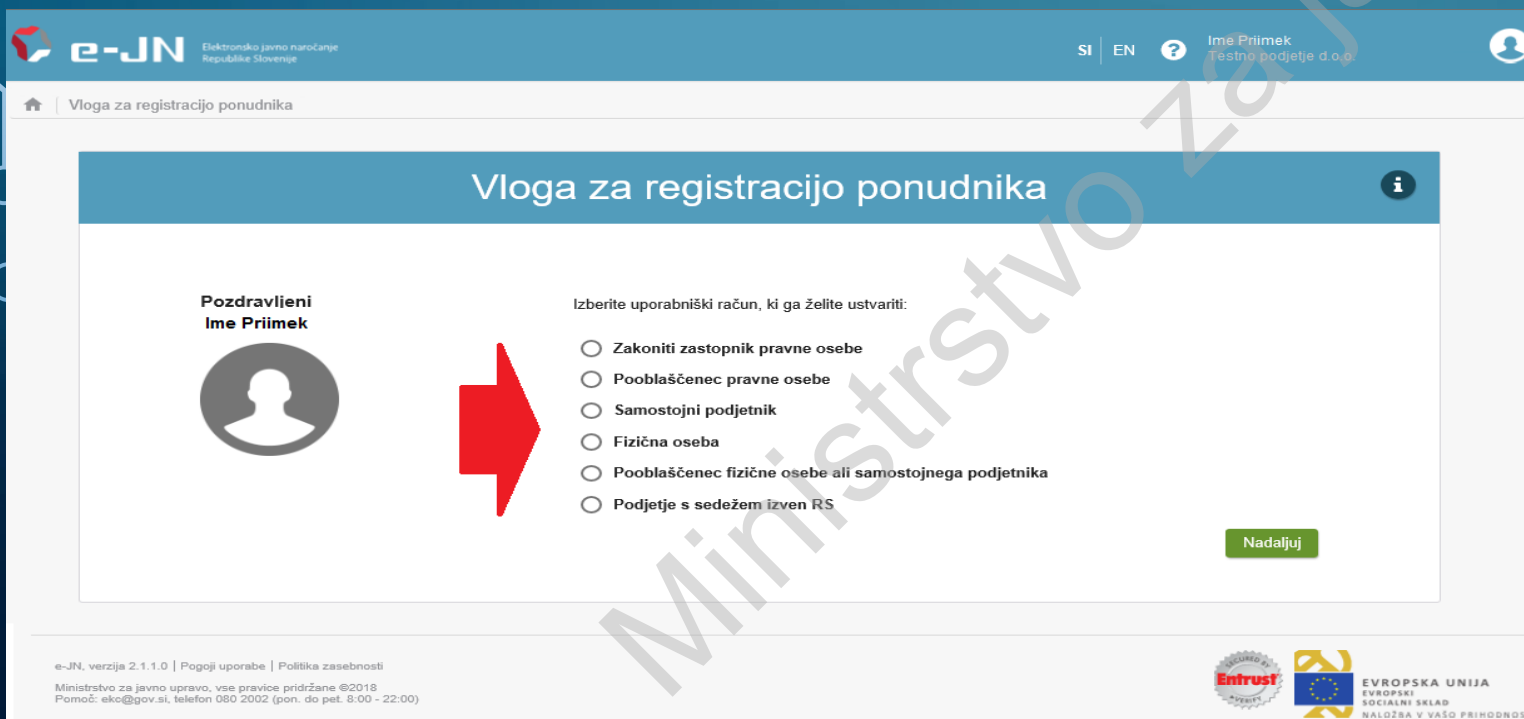 e-JN
Elektronsko javno naročanje
Republike Slovenije
SI | EN
?
Ime Priimek
Testno podjetje d.o.o.
Vloga za registracijo ponudnika
Vloga za registracijo ponudnika
i
Pozdravljeni
Ime Priimek
Izberite uporabniški račun, ki ga želite ustvariti:
Zakoniti zastopnik pravne osebe
Pooblaščenec pravne osebe
Samostojni podjetnik
Fizična oseba
Pooblaščenec fizične osebe ali samostojnega podjetnika
Podjetje s sedežem izven RS
Nadaljuj
Ministrstvo za
e-JN, verzija 2.1.1.0 | Pogoji uporabe | Politika zasebnosti
Ministrstvo za javno upravo, vse pravice pridržane ©2018
Pomoč: ekc@gov.si, telefon 080 2002 (pon. do pet. 8:00 - 22:00)
SECURED BY
Entrust
VERIFY
EVROPSKA UNIJA
EVROPSKI
SOCIALNI SKLAD
NALOŽBA V VAŠO PRIHODNOS